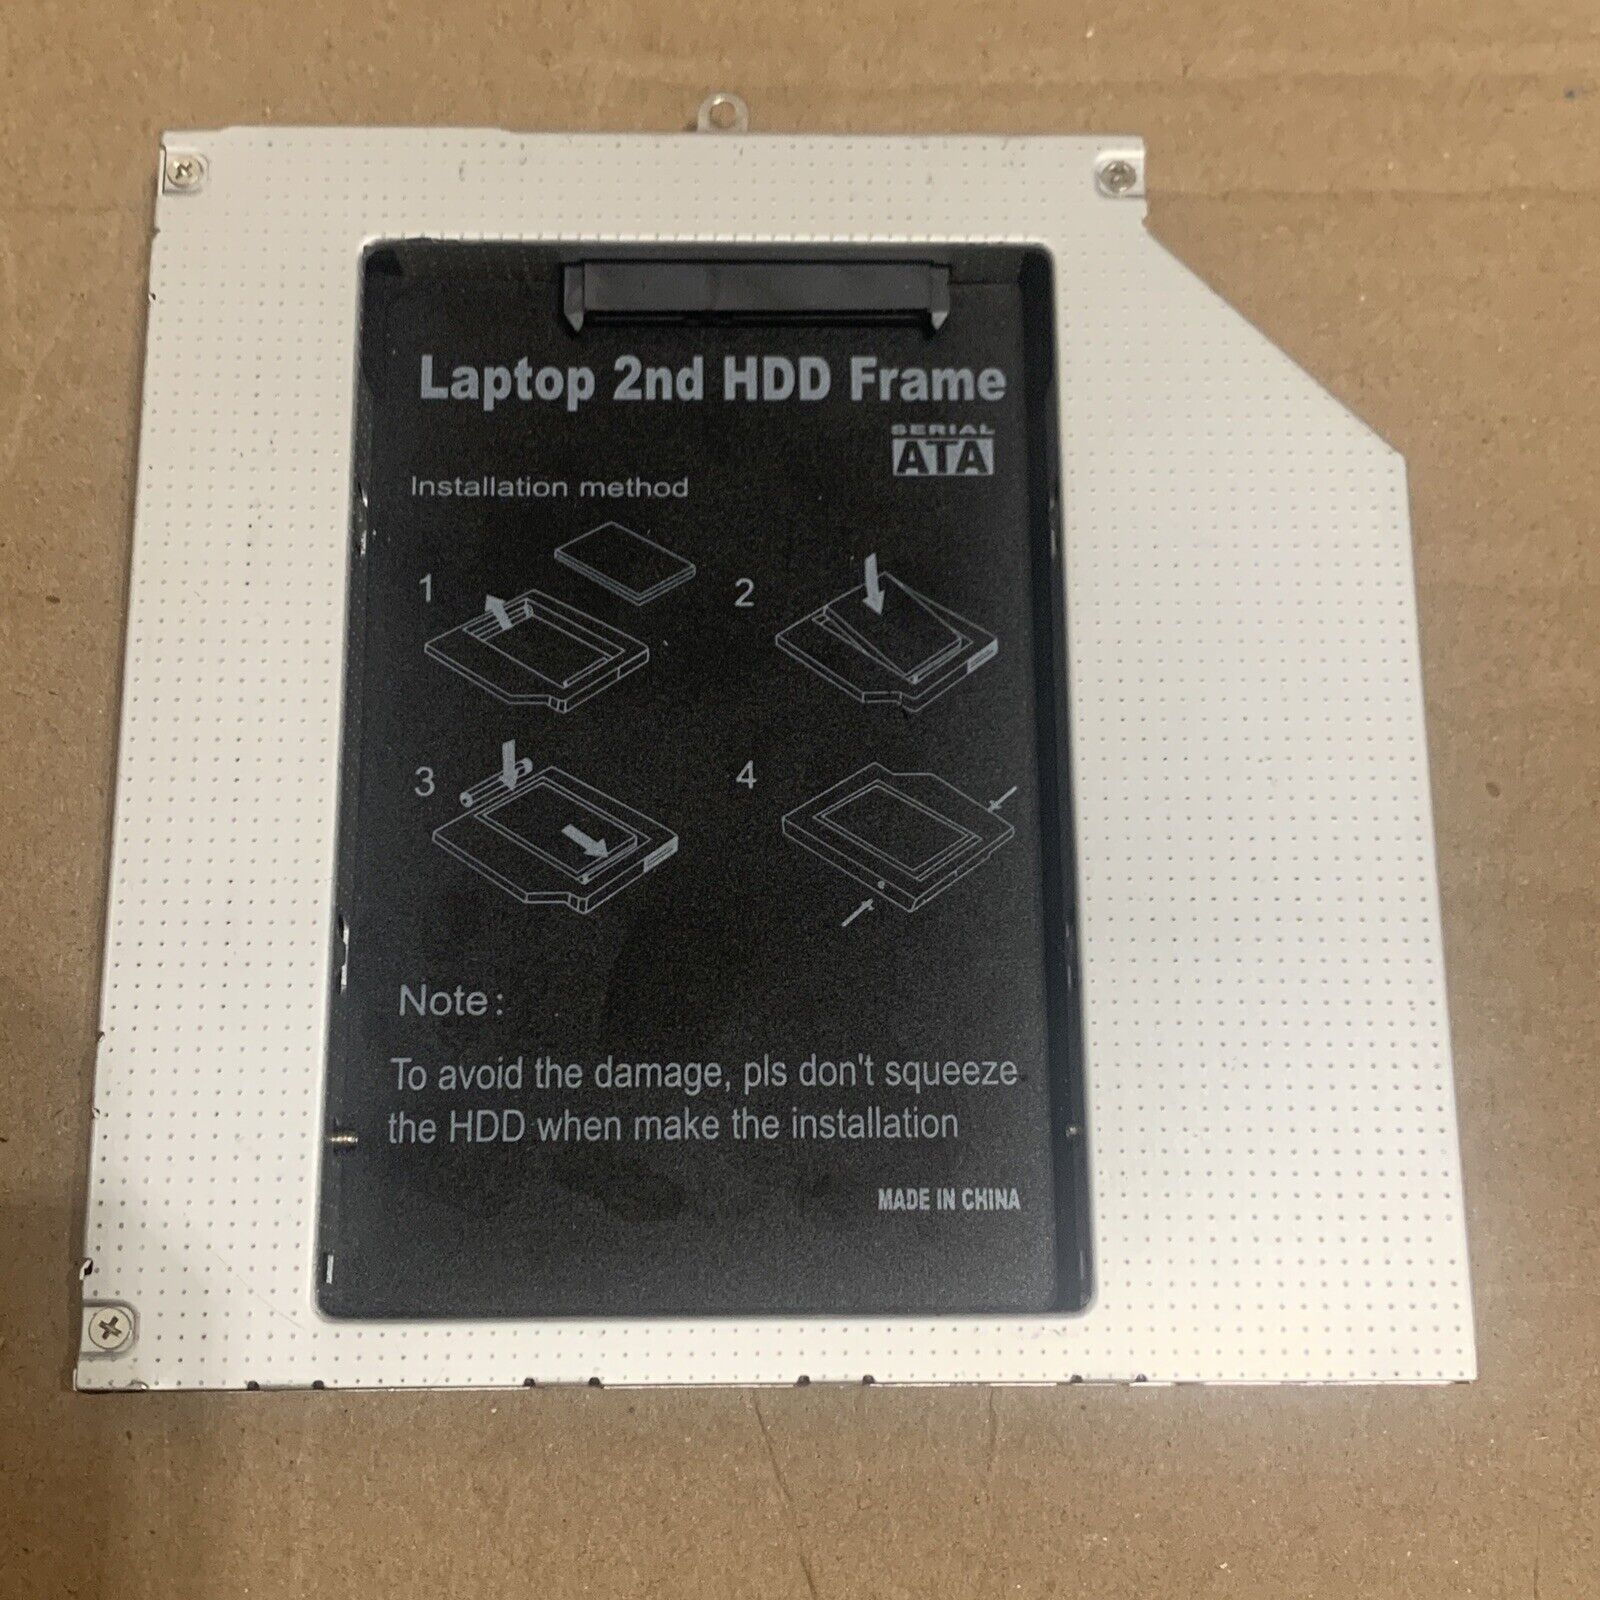 Laptop 2nd HDD Frame
SERIAL
ATA
Installation method
1
2
3
4
Note:
To avoid the damage, pls don't squeeze
the HDD when make the installation
MADE IN CHINA